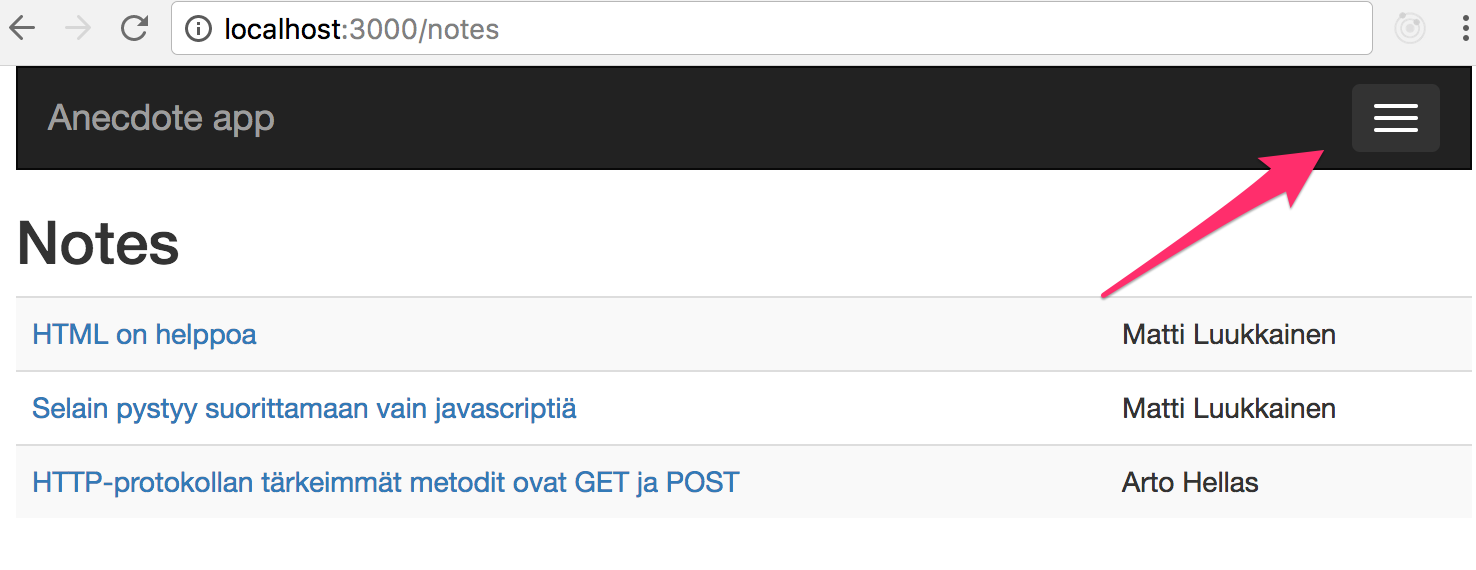 localhost:3000/notes
Anecdote app
Notes
HTML on helppoa Matti Luukkainen
Selain pystyy suorittamaan vain javascriptiä Matti Luukkainen
HTTP-protokollan tärkeimmät metodit ovat GET ja POST Arto Hellas